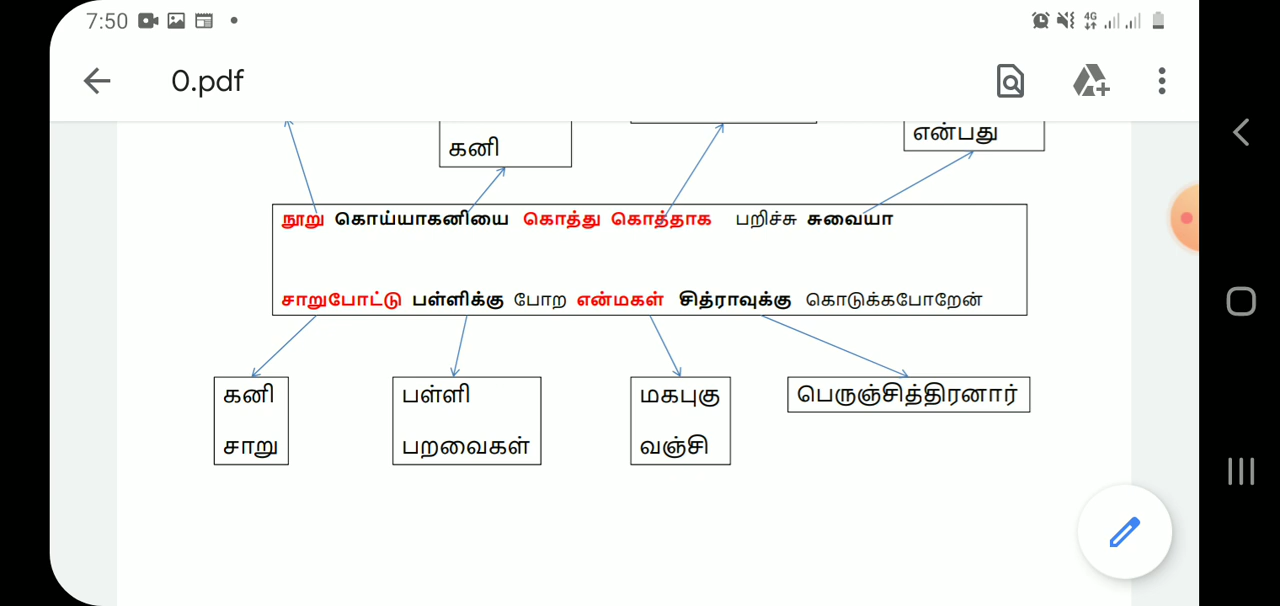 7:50
4G
0.pdf
கனி
என்பது
நூறு கொய்யாகனியை கொத்து கொத்தாக பறிச்சு சுவையா
சாறுபோட்டு பள்ளிக்கு போற என்மகள் சித்ராவுக்கு கொடுக்கபோறேன்
கனி
சாறு
பள்ளி
பறவைகள்
மகபுகு
வஞ்சி
பெருஞ்சித்திரனார்